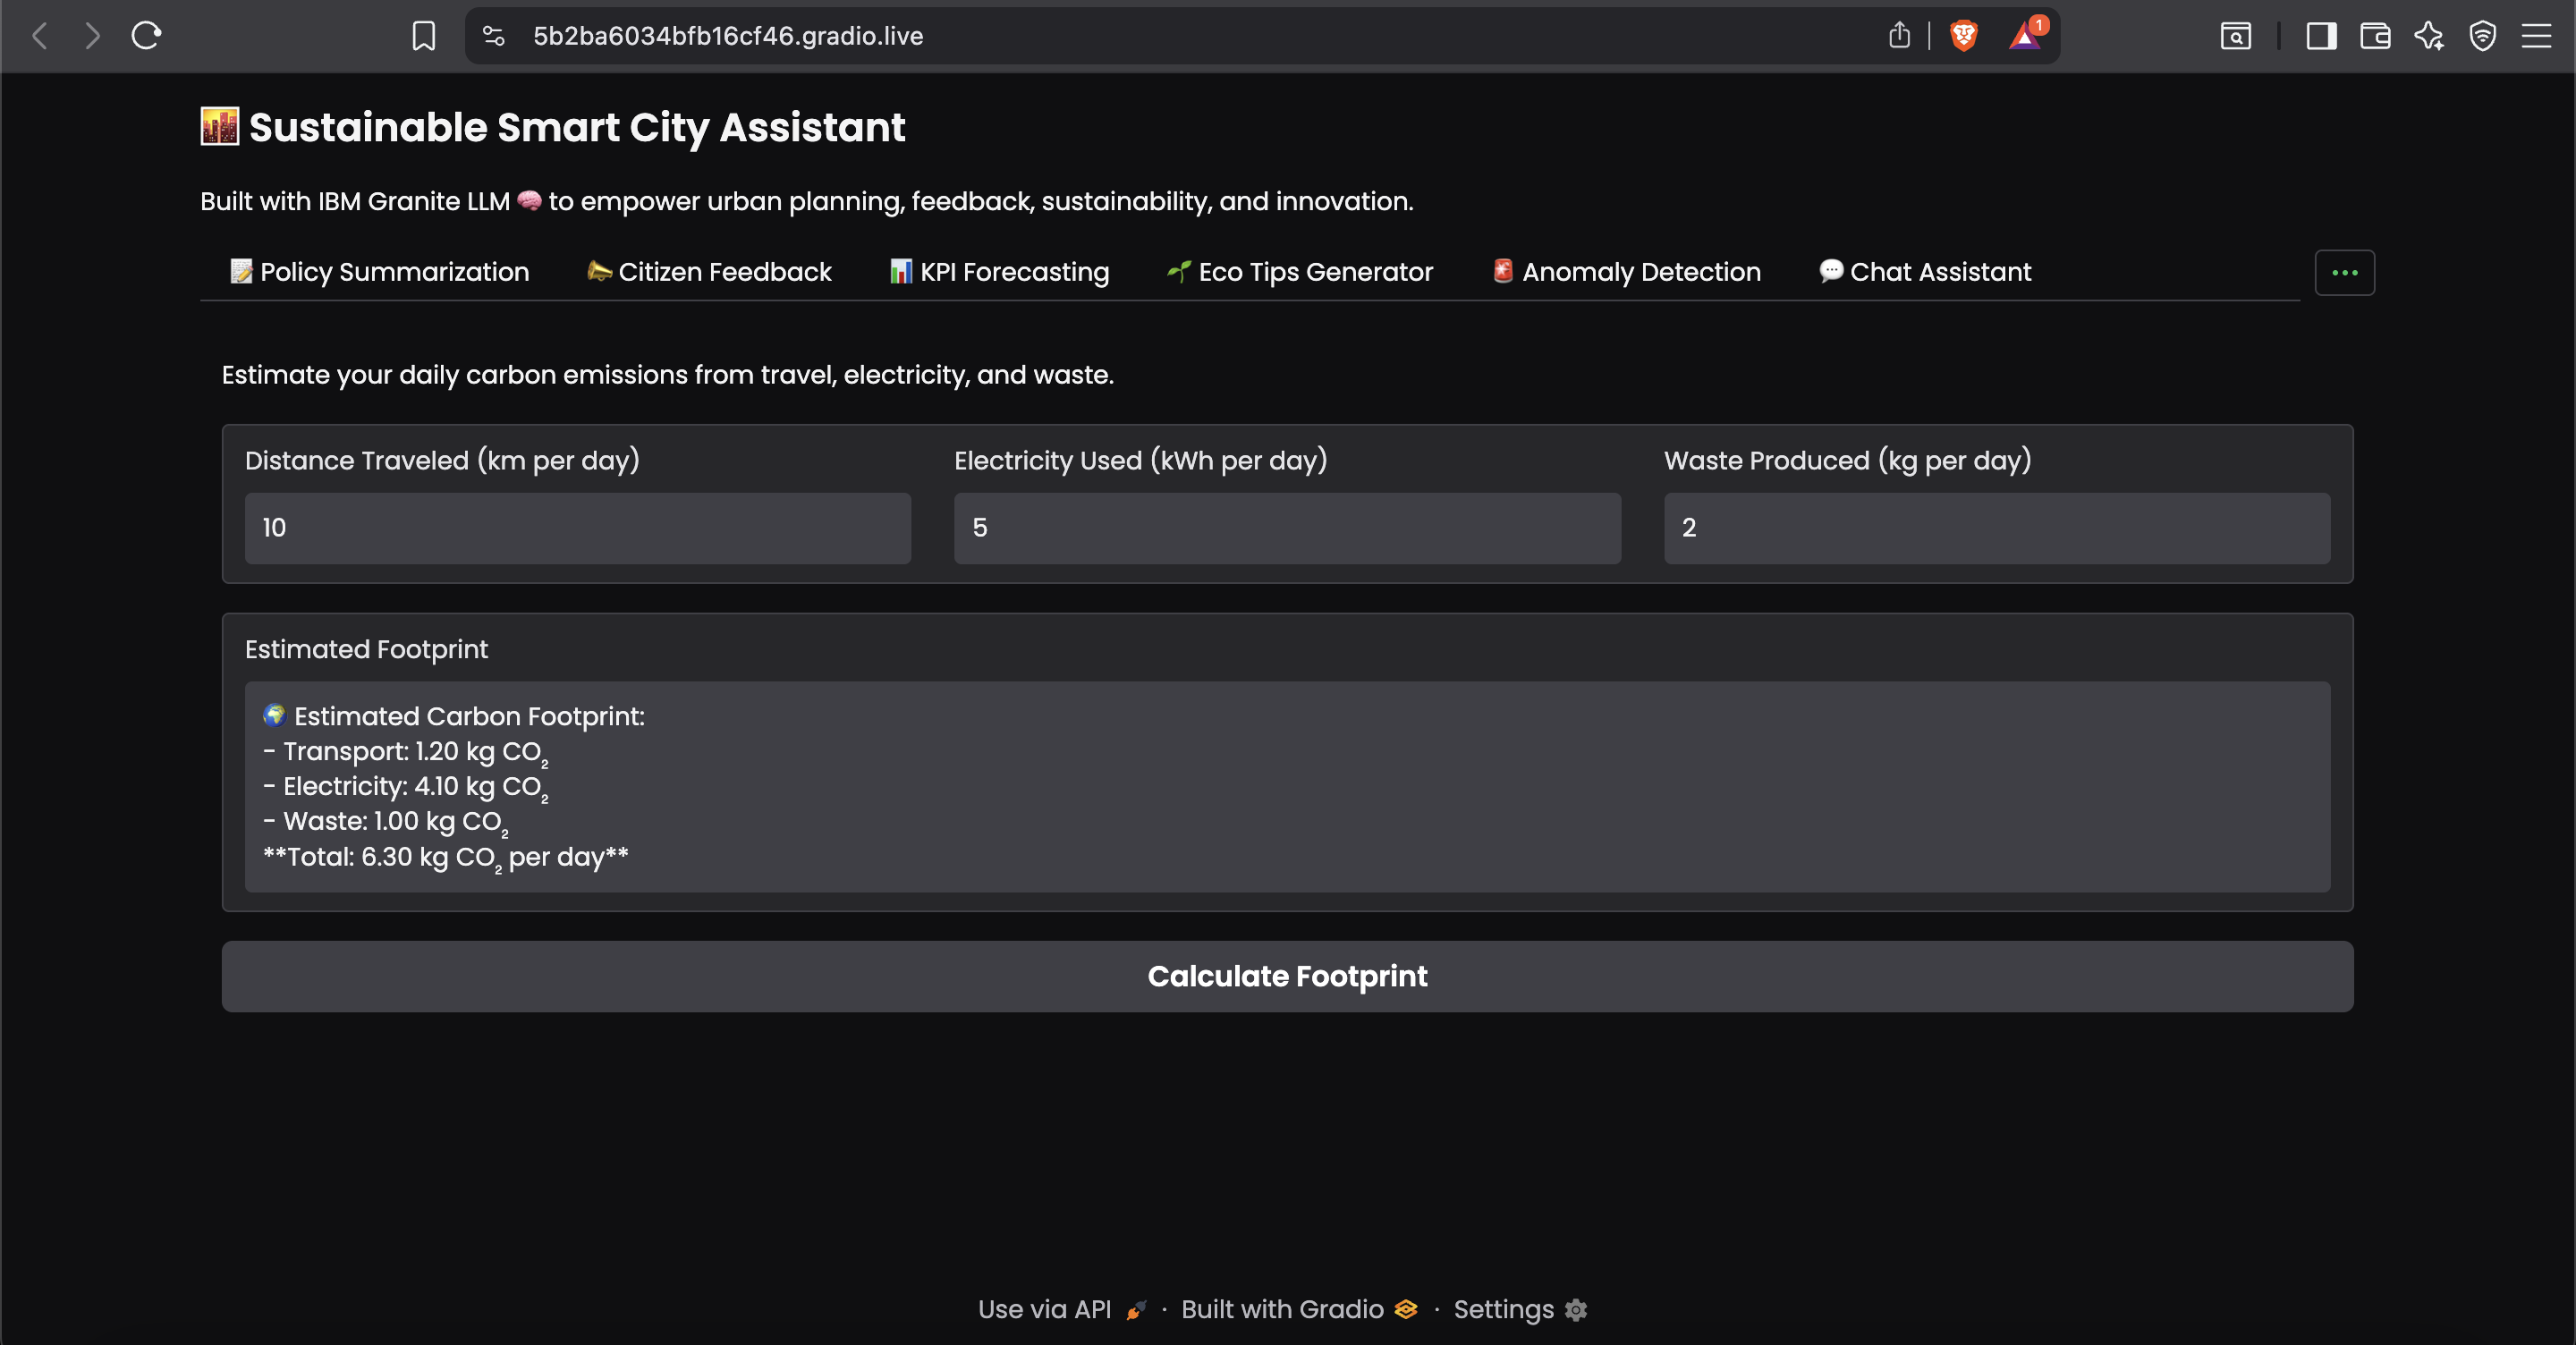 5b2ba6034bfb16cf46.gradio.live
1
Sustainable Smart City Assistant
Built with IBM Granite LLM 🧠 to empower urban planning, feedback, sustainability, and innovation.
Policy Summarization Citizen Feedback KPI Forecasting Eco Tips Generator Anomaly Detection Chat Assistant
Estimate your daily carbon emissions from travel, electricity, and waste.
Distance Traveled (km per day) Electricity Used (kWh per day) Waste Produced (kg per day)
10 5 2
Estimated Footprint
🌍 Estimated Carbon Footprint:
- Transport: 1.20 kg CO₂
- Electricity: 4.10 kg CO₂
- Waste: 1.00 kg CO₂
**Total: 6.30 kg CO₂ per day**
Calculate Footprint
Use via API · Built with Gradio · Settings